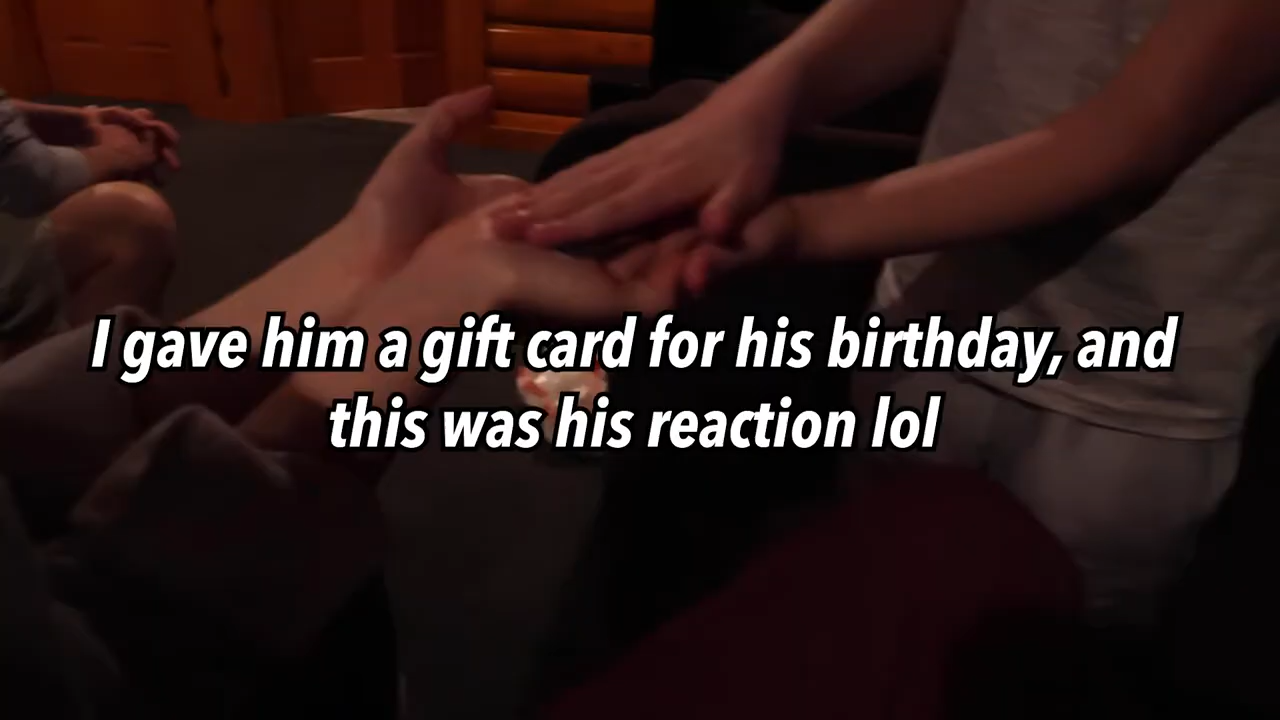 I gave him a gift card for his birthday, and
this was his reaction lol